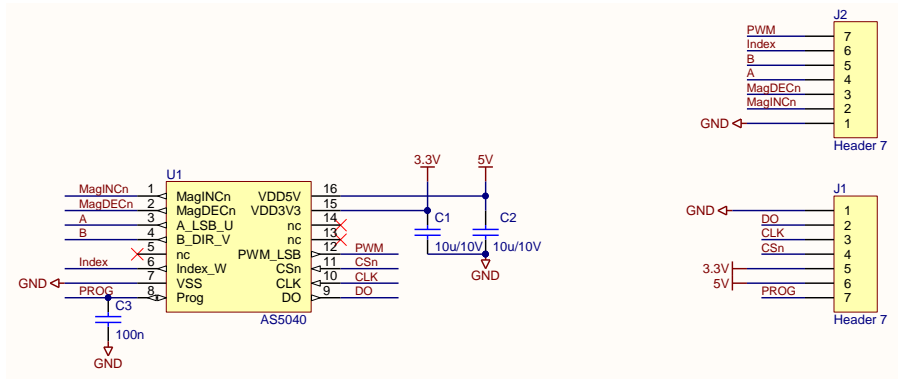 J2
PWM 7
Index 6
B 5
A 4
MagDECn 3
MagINCn 2
GND 1
Header 7
3.3V 5V
U1
MagINCn 1 MagINCn VDD5V 16
MagDECn 2 MagDECn VDD3V3 15
A 3 A_LSB_U nc 14
B 4 B_DIR_V nc 13
5 nc PWM_LSB 12 PWM
Index 6 Index_W CSn 11 CSn
GND 7 VSS CLK 10 CLK
PROG 8 Prog DO 9 DO
AS5040
C1 C2
10u/10V 10u/10V
GND
C3
100n
GND
J1
GND 1
DO 2
CLK 3
CSn 4
3.3V 5
5V 6
PROG 7
Header 7